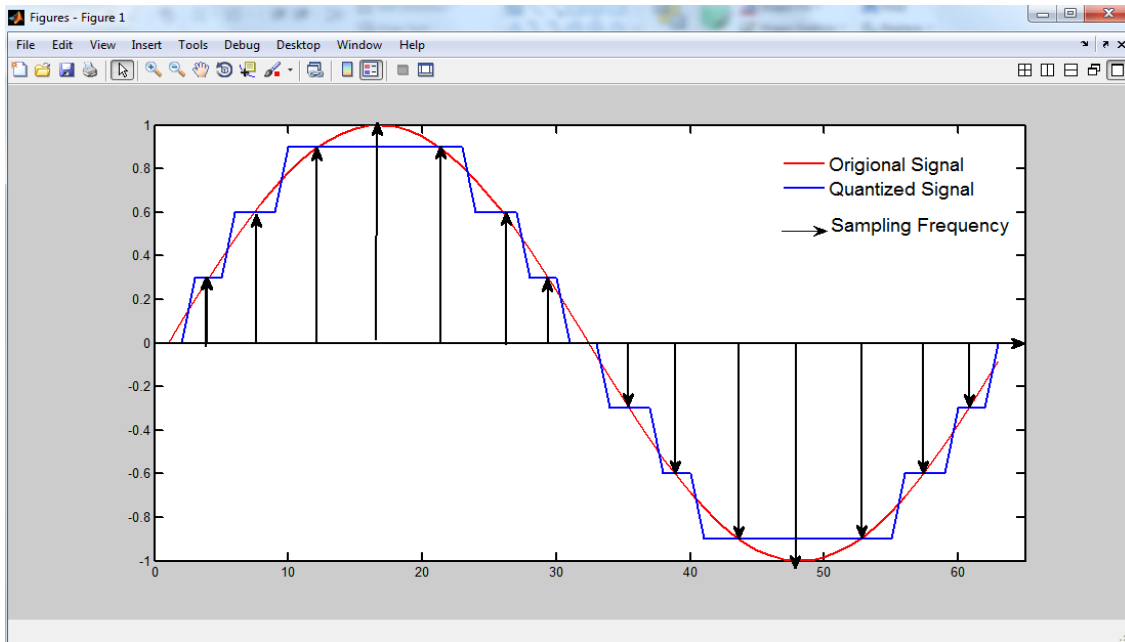 Figures - Figure 1
File Edit View Insert Tools Debug Desktop Window Help
Origional Signal
Quantized Signal
Sampling Frequency
1
0.8
0.6
0.4
0.2
0
-0.2
-0.4
-0.6
-0.8
-1
0 10 20 30 40 50 60